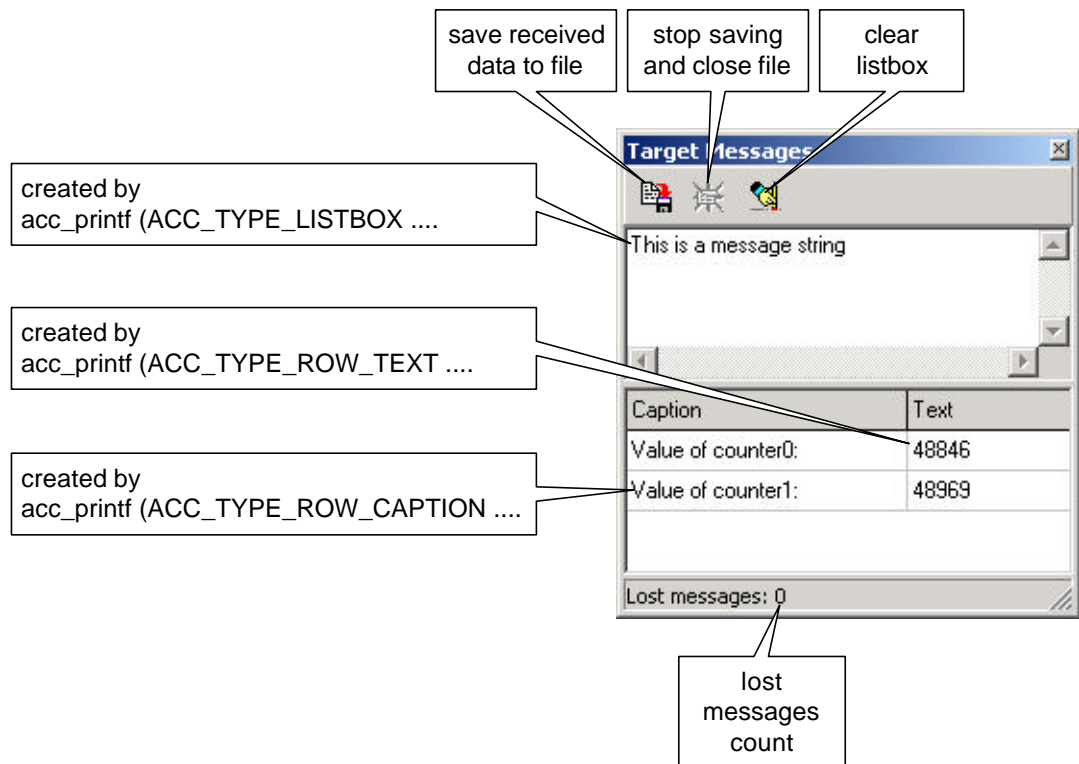 save received
data to file
stop saving
and close file
clear
listbox
Target Messages
created by
acc_printf (ACC_TYPE_LISTBOX ....
This is a message string
created by
acc_printf (ACC_TYPE_ROW_TEXT ....
Caption Text
Value of counter0: 48846
created by
acc_printf (ACC_TYPE_ROW_CAPTION ....
Value of counter1: 48969
Lost messages: 0
lost
messages
count